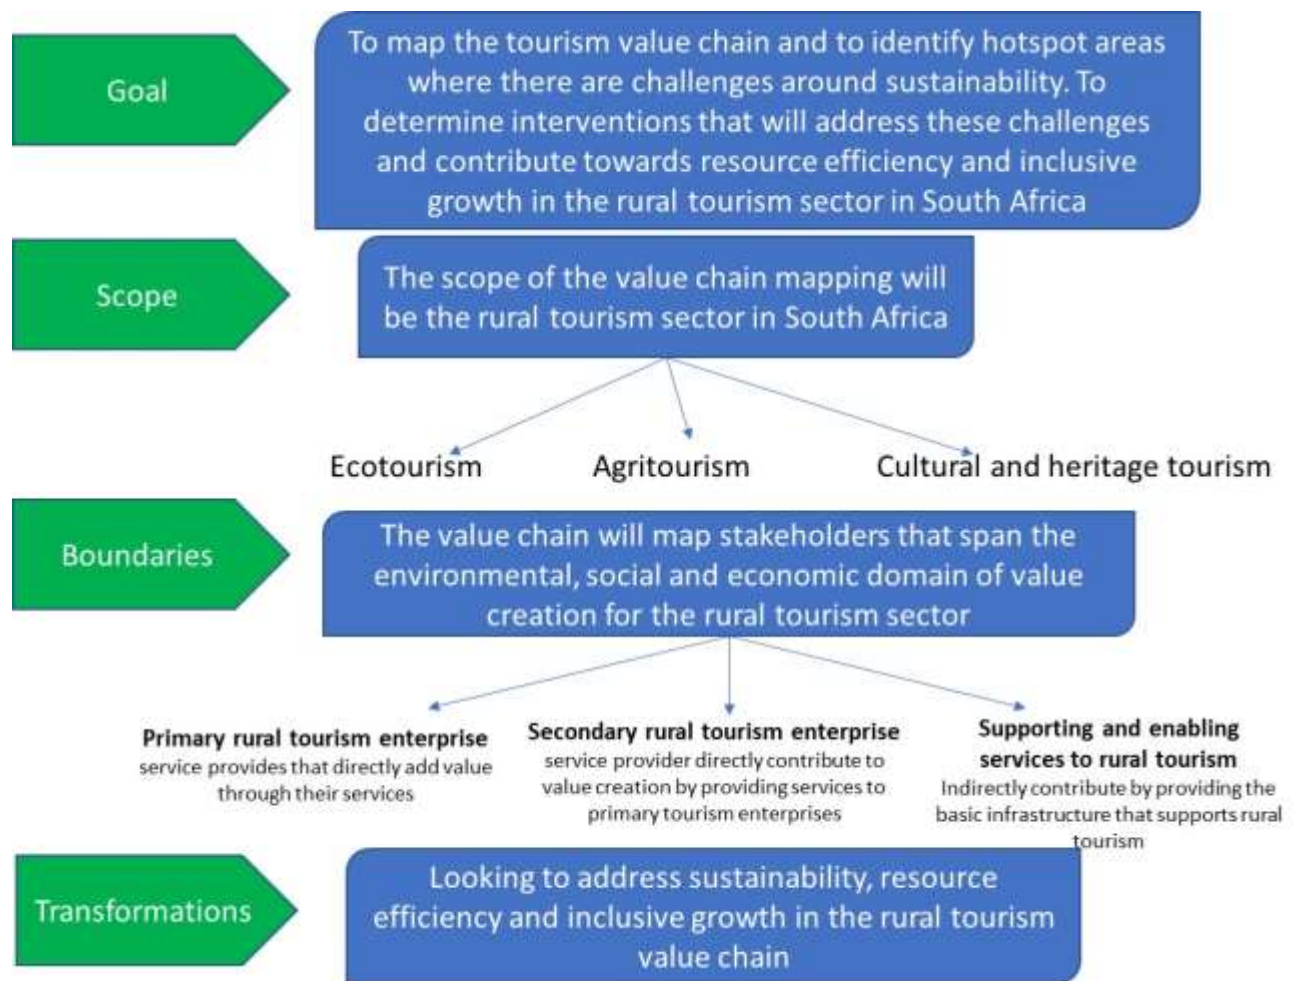 Goal
To map the tourism value chain and to identify hotspot areas
where there are challenges around sustainability. To
determine interventions that will address these challenges
and contribute towards resource efficiency and inclusive
growth in the rural tourism sector in South Africa
Scope
The scope of the value chain mapping will
be the rural tourism sector in South Africa
Ecotourism
Agritourism
Cultural and heritage tourism
Boundaries
The value chain will map stakeholders that span the
environmental, social and economic domain of value
creation for the rural tourism sector
Primary rural tourism enterprise
service provides that directly add value
through their services
Secondary rural tourism enterprise
service provider directly contribute to
value creation by providing services to
primary tourism enterprises
Supporting and enabling
services to rural tourism
Indirectly contribute by providing the
basic infrastructure that supports rural
tourism
Transformations
Looking to address sustainability, resource
efficiency and inclusive growth in the rural tourism
value chain